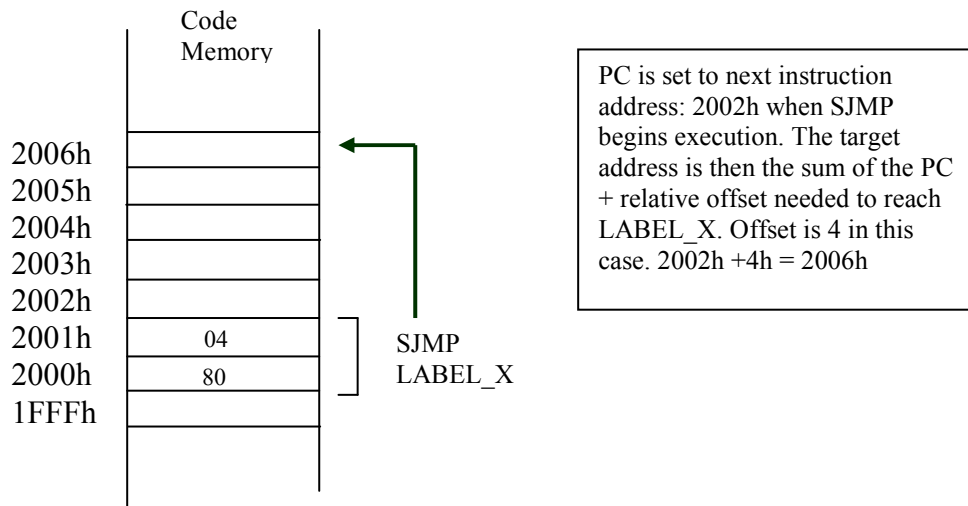 Code
Memory
PC is set to next instruction
address: 2002h when SJMP
begins execution. The target
address is then the sum of the PC
+ relative offset needed to reach
LABEL_X. Offset is 4 in this
case. 2002h +4h = 2006h
2006h
2005h
2004h
2003h
2002h
2001h 04
2000h 80
1FFFh
SJMP
LABEL_X